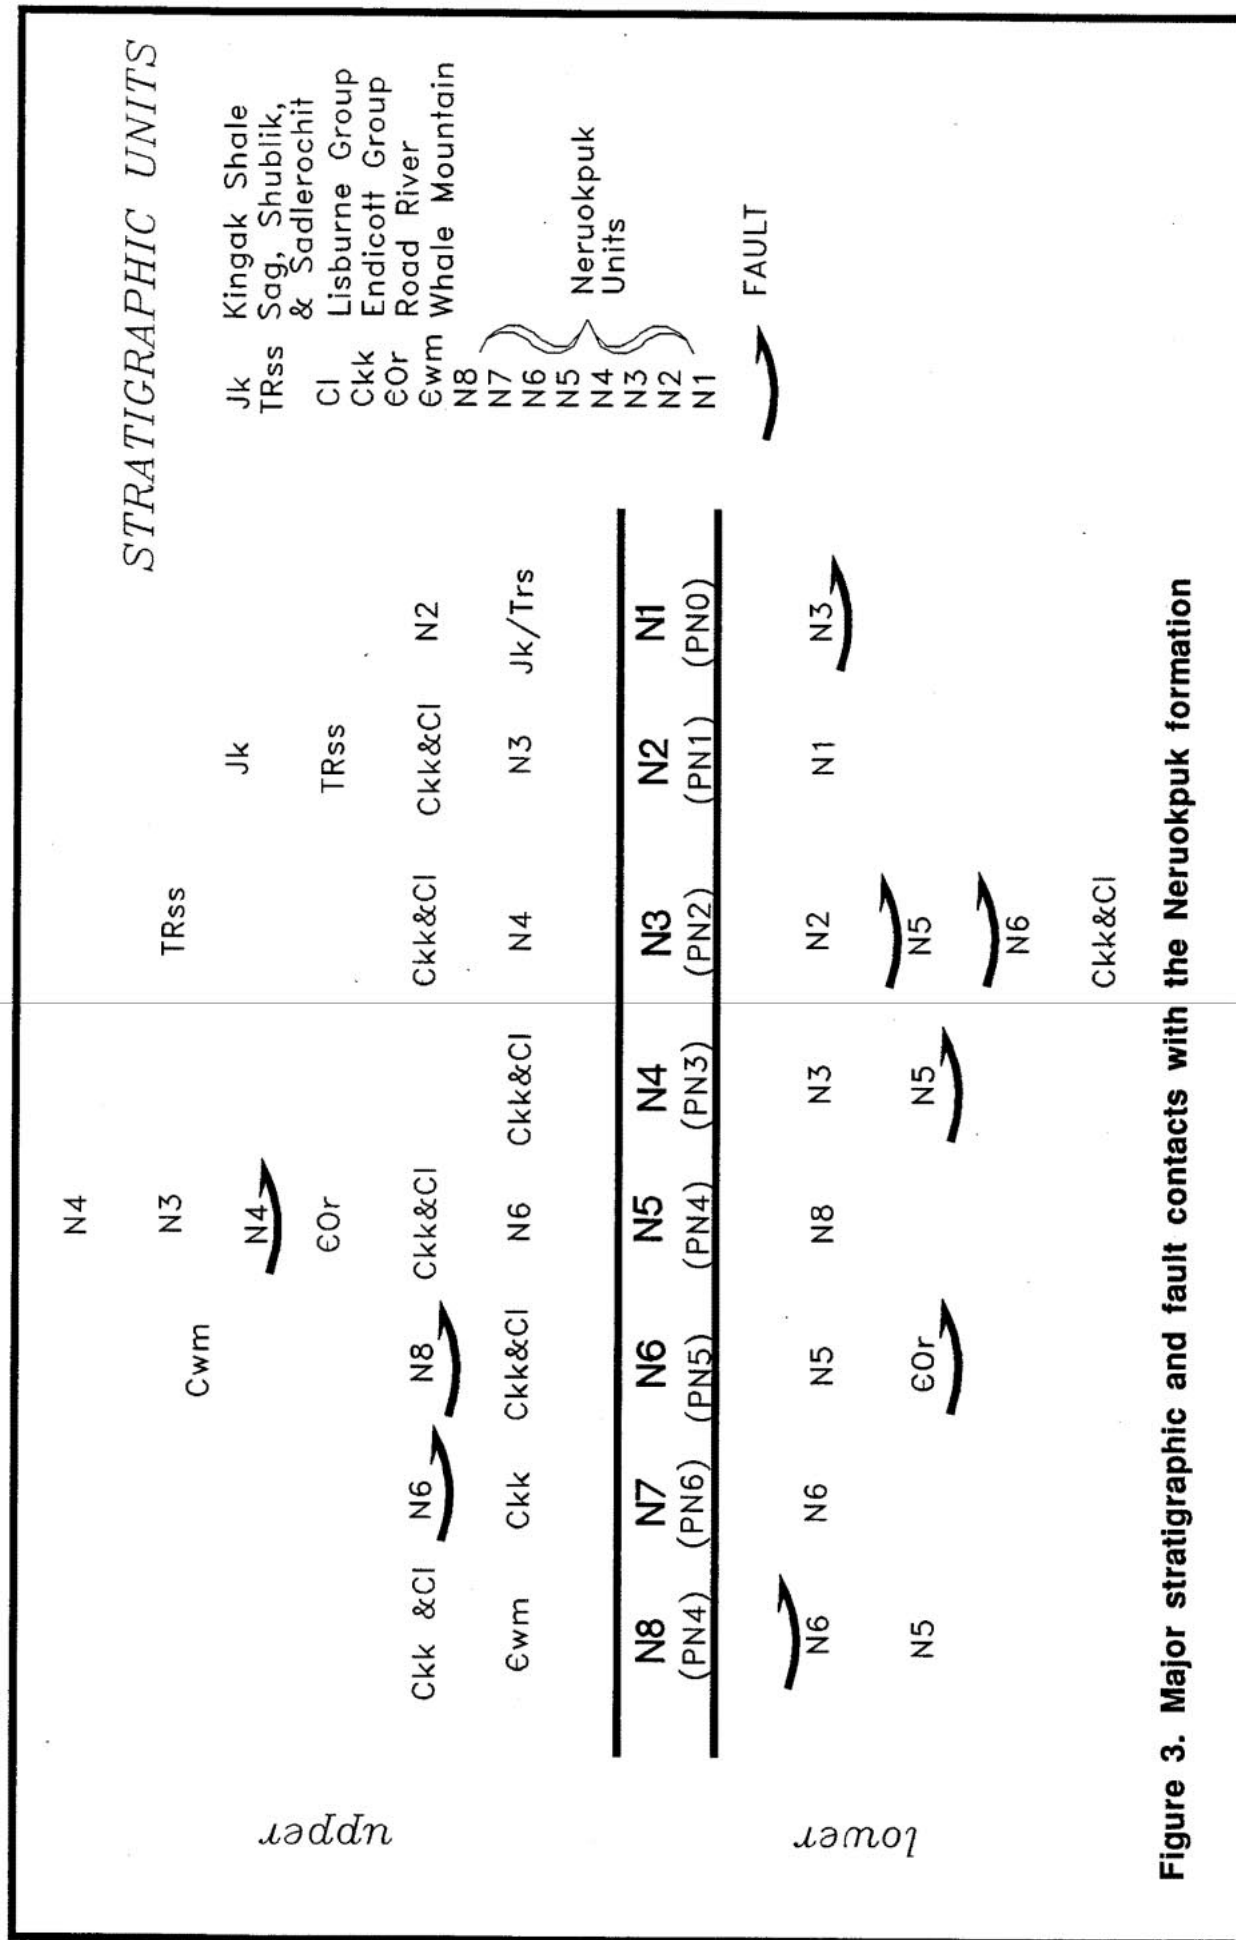 STRATIGRAPHIC UNITS
Jk Kingak Shale
TRss Sag, Shublik,
& Sadlerochit
Cl Lisburne Group
Ckk Endicott Group
ЄOr Road River
Єwm Whale Mountain
N8
N7
N6
N5
N4
N3
N2
N1
Neruokpuk
Units
FAULT
upper
N4
N3
TRss
Cwm
N4
Jk
ЄOr
TRss
Ckk &Cl
N6
N8
Ckk&Cl
Ckk&Cl
Ckk&Cl
N2
Єwm
Ckk
Ckk&Cl
N6
Ckk&Cl
N4
N3
Jk/Trs
N8
N7
N6
N5
N4
N3
N2
N1
(PN4)
(PN6)
(PN5)
(PN4)
(PN3)
(PN2)
(PN1)
(PN0)
lower
N6
N6
N5
N8
N3
N2
N1
N3
N5
ЄOr
N5
N5
N6
Ckk&Cl
Figure 3. Major stratigraphic and fault contacts with the Neruokpuk formation